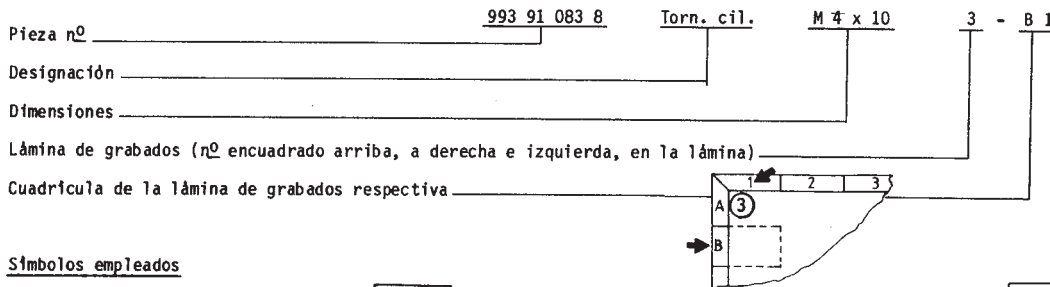 993 91 083 8 Torn. cil. M 4 x 10 3 - B 1
Pieza nº
Designación
Dimensiones
Lámina de grabados (nº encuadrado arriba, a derecha e izquierda, en la lámina)
Cuadrícula de la lámina de grabados respectiva
1 2 3
A 3
B
Símbolos empleados